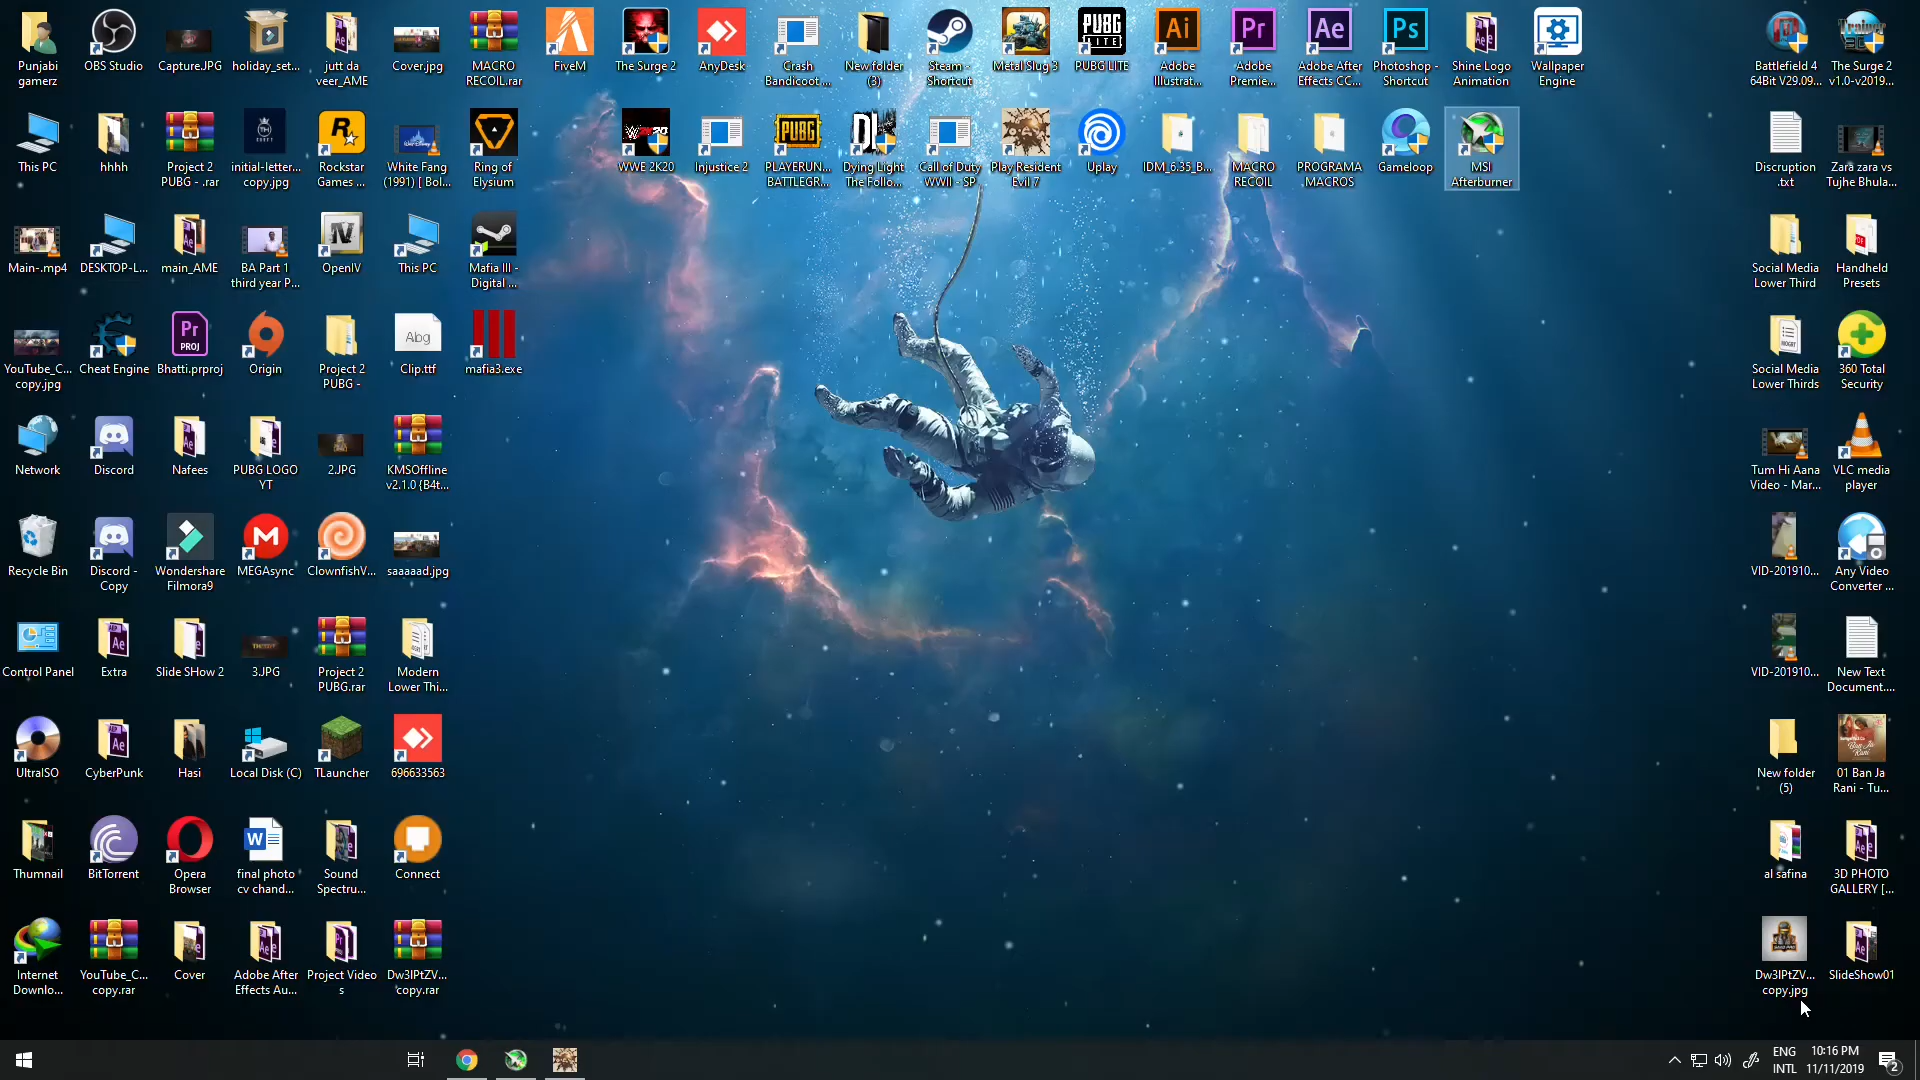 Punjabi
gamerz
OBS Studio
Capture.JPG
holiday_set...
jutt da
veer_AME
Cover.jpg
MACRO
RECOIL.rar
FiveM
The Surge 2
AnyDesk
Crash
Bandicoot ...
New folder
(3)
Steam -
Shortcut
Metal Slug 3
PUBG
LITE
PUBG LITE
Ai
Adobe
Illustrat...
Pr
Adobe
Premie...
Ae
Adobe After
Effects CC...
Ps
Photoshop -
Shortcut
Shine Logo
Animation
Wallpaper
Engine
Battlefield 4
64Bit V29.09...
The Surge 2
v1.0-v2019...
This PC
hhhh
Project 2
PUBG - .rar
initial-letter...
copy.jpg
Rockstar
Games ...
White Fang
(1991) [ Bol...
Ring of
Elysium
WWE 2K20
Injustice 2
PUBG
PLAYERUN...
BATTLEGR...
Dying Light
The Follo...
Call of Duty
WWII - SP
Play Resident
Evil 7
Uplay
IDM_6.35_B...
MACRO
RECOIL
PROGRAMA
MACROS
Gameloop
MSI
Afterburner
Discruption
.txt
Zara zara vs
Tujhe Bhula...
Main-.mp4
DESKTOP-L...
main_AME
BA Part 1
third year P...
IV
OpenIV
This PC
Mafia III -
Digital ...
Social Media
Lower Third
Handheld
Presets
YouTube_C...
copy.jpg
Cheat Engine
Pr
PROJ
Bhatti.prproj
Origin
Project 2
PUBG -
Abg
Clip.ttf
mafia3.exe
Social Media
Lower Thirds
360 Total
Security
Network
Discord
Nafees
PUBG LOGO
YT
2.JPG
KMSOffline
v2.1.0 {B4t...
Tum Hi Aana
Video - Mar...
VLC media
player
Recycle Bin
Discord -
Copy
Wondershare
Filmora9
MEGAsync
ClownfishV...
saaaaad.jpg
VID-201910...
Any Video
Converter ...
Control Panel
Extra
Slide SHow 2
3.JPG
Project 2
PUBG.rar
Modern
Lower Thi...
VID-201910...
New Text
Document....
UltraISO
CyberPunk
Hasi
Local Disk (C)
TLauncher
696633563
New folder
(5)
01 Ban Ja
Rani - Tu...
Thumnail
BitTorrent
Opera
Browser
final photo
cv chand...
Sound
Spectru...
Connect
al safina
3D PHOTO
GALLERY [...
Internet
Downlo...
YouTube_C...
copy.rar
Cover
Adobe After
Effects Au...
Project Video
s
Dw3IPtZV...
copy.rar
Dw3IPtZV...
copy.jpg
SlideShow01
ENG
INTL
10:16 PM
11/11/2019
2